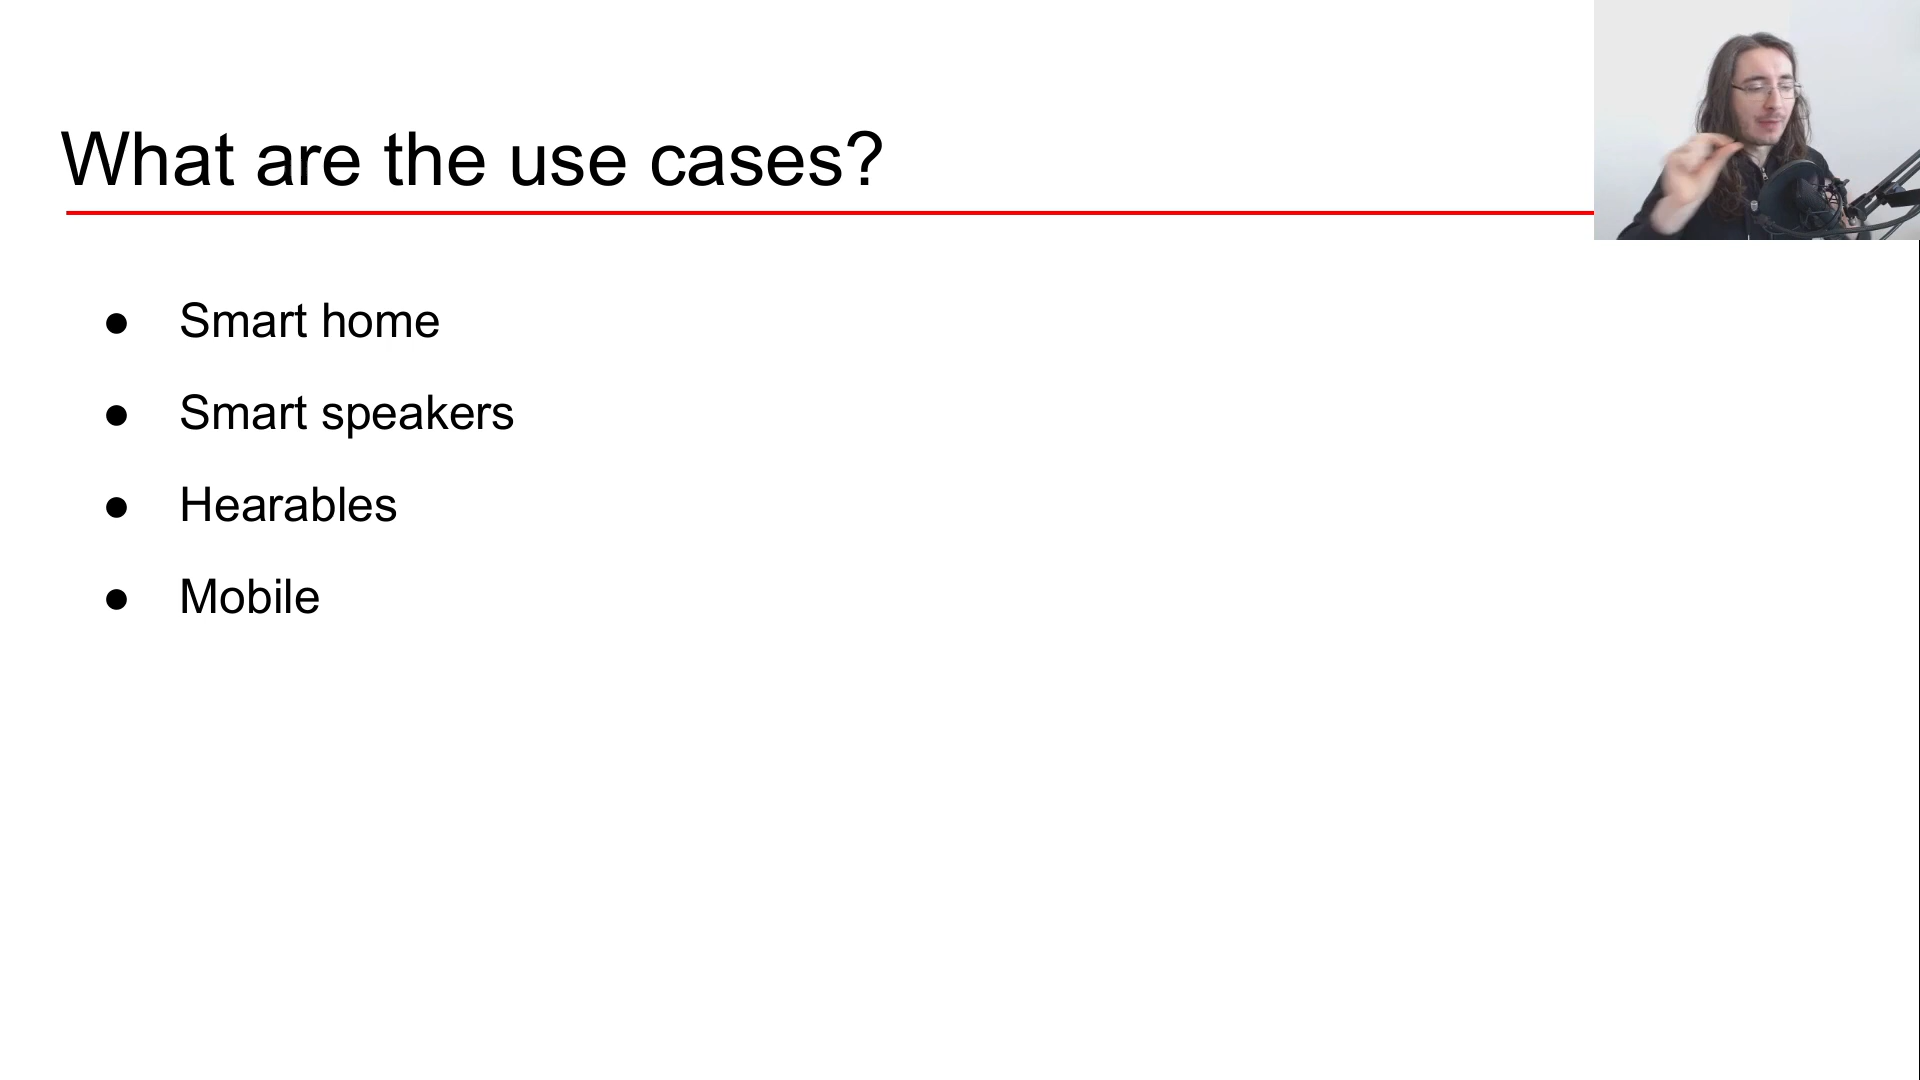 What are the use cases?
● Smart home
● Smart speakers
● Hearables
● Mobile